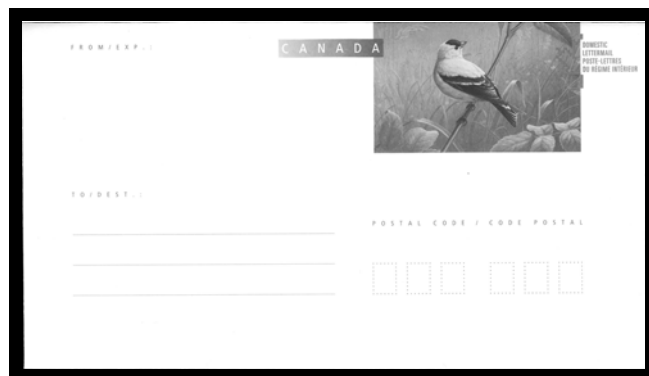 FROM/EXP.:
CANADA
DOMESTIC
LETTERMAIL
POSTE-LETTRES
DU RÉGIME INTÉRIEUR
TO/DEST.:
POSTAL CODE / CODE POSTAL